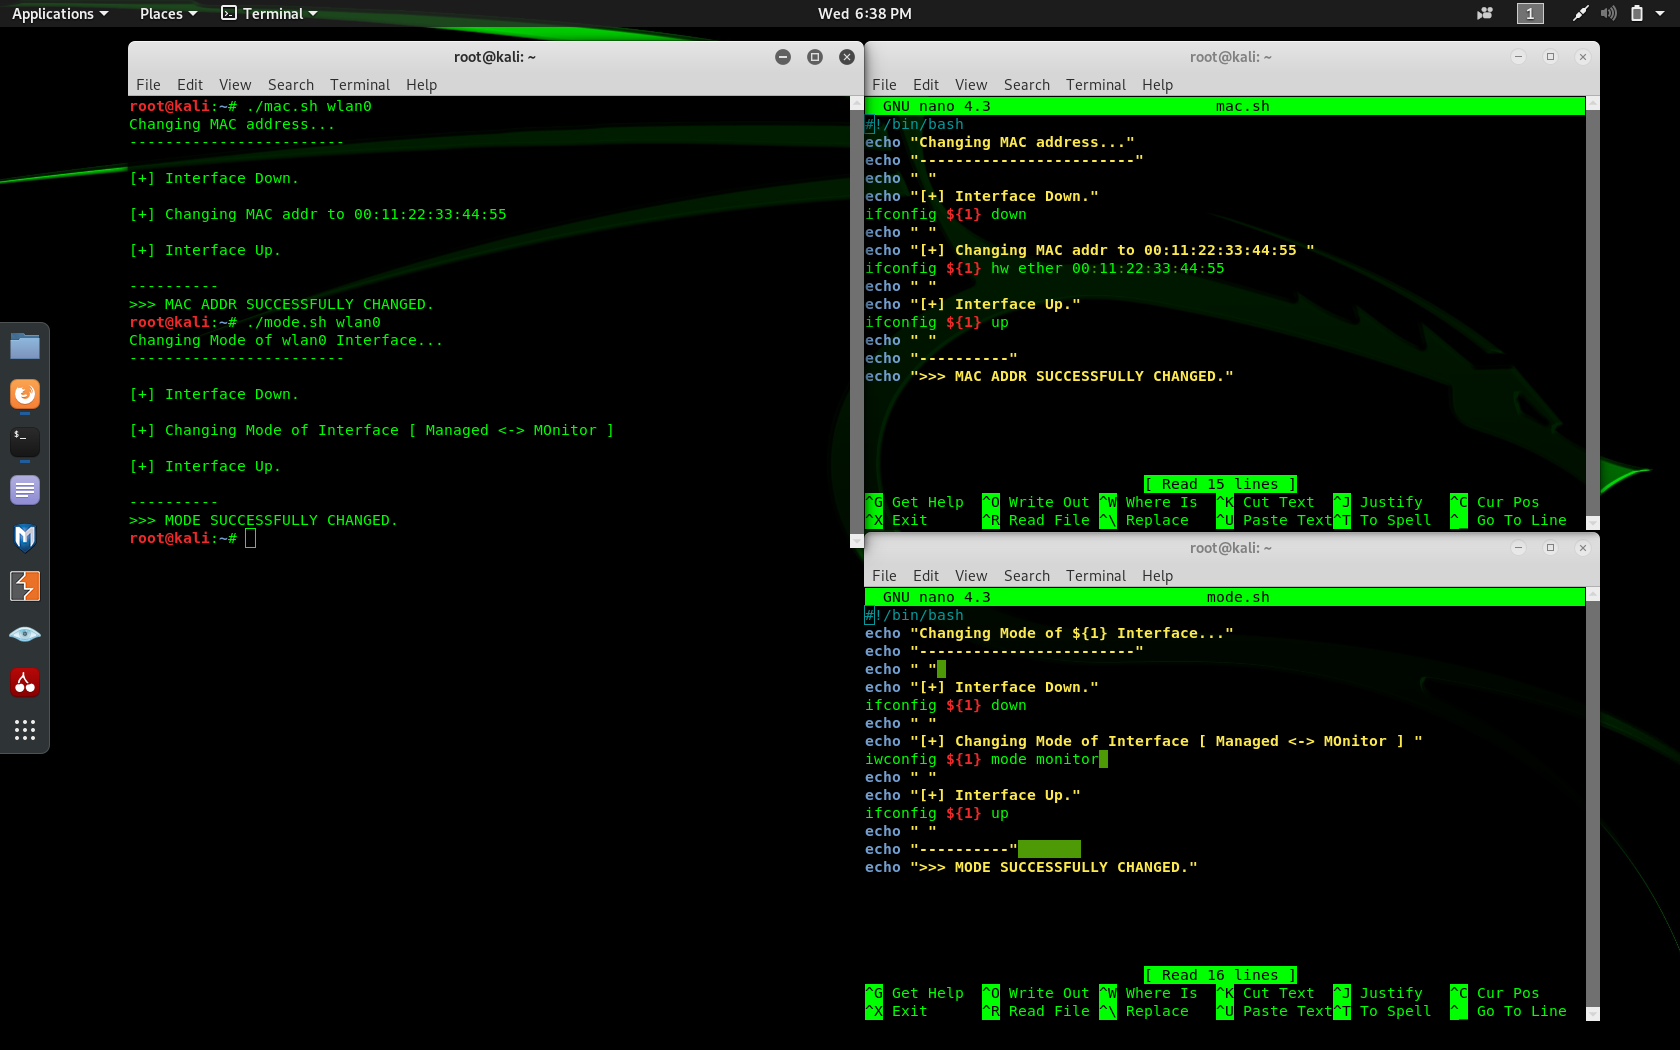 Applications Places Terminal Wed 6:38 PM 1
root@kali: ~
File Edit View Search Terminal Help
root@kali:~# ./mac.sh wlan0
Changing MAC address...
------------------------
[+] Interface Down.
[+] Changing MAC addr to 00:11:22:33:44:55
[+] Interface Up.
----------
>>> MAC ADDR SUCCESSFULLY CHANGED.
root@kali:~# ./mode.sh wlan0
Changing Mode of wlan0 Interface...
------------------------
[+] Interface Down.
[+] Changing Mode of Interface [ Managed <-> MOnitor ]
[+] Interface Up.
----------
>>> MODE SUCCESSFULLY CHANGED.
root@kali:~#
root@kali: ~
File Edit View Search Terminal Help
GNU nano 4.3 mac.sh
#!/bin/bash
echo "Changing MAC address..."
echo "------------------------"
echo " "
echo "[+] Interface Down."
ifconfig ${1} down
echo " "
echo "[+] Changing MAC addr to 00:11:22:33:44:55 "
ifconfig ${1} hw ether 00:11:22:33:44:55
echo " "
echo "[+] Interface Up."
ifconfig ${1} up
echo " "
echo "----------"
echo ">>> MAC ADDR SUCCESSFULLY CHANGED."
[ Read 15 lines ]
^G Get Help ^O Write Out ^W Where Is ^K Cut Text ^J Justify ^C Cur Pos
^X Exit ^R Read File ^\ Replace ^U Paste Text ^T To Spell ^_ Go To Line
root@kali: ~
File Edit View Search Terminal Help
GNU nano 4.3 mode.sh
#!/bin/bash
echo "Changing Mode of ${1} Interface..."
echo "------------------------"
echo " "
echo "[+] Interface Down."
ifconfig ${1} down
echo " "
echo "[+] Changing Mode of Interface [ Managed <-> MOnitor ] "
iwconfig ${1} mode monitor
echo " "
echo "[+] Interface Up."
ifconfig ${1} up
echo " "
echo "----------"
echo ">>> MODE SUCCESSFULLY CHANGED."
[ Read 16 lines ]
^G Get Help ^O Write Out ^W Where Is ^K Cut Text ^J Justify ^C Cur Pos
^X Exit ^R Read File ^\ Replace ^U Paste Text ^T To Spell ^_ Go To Line